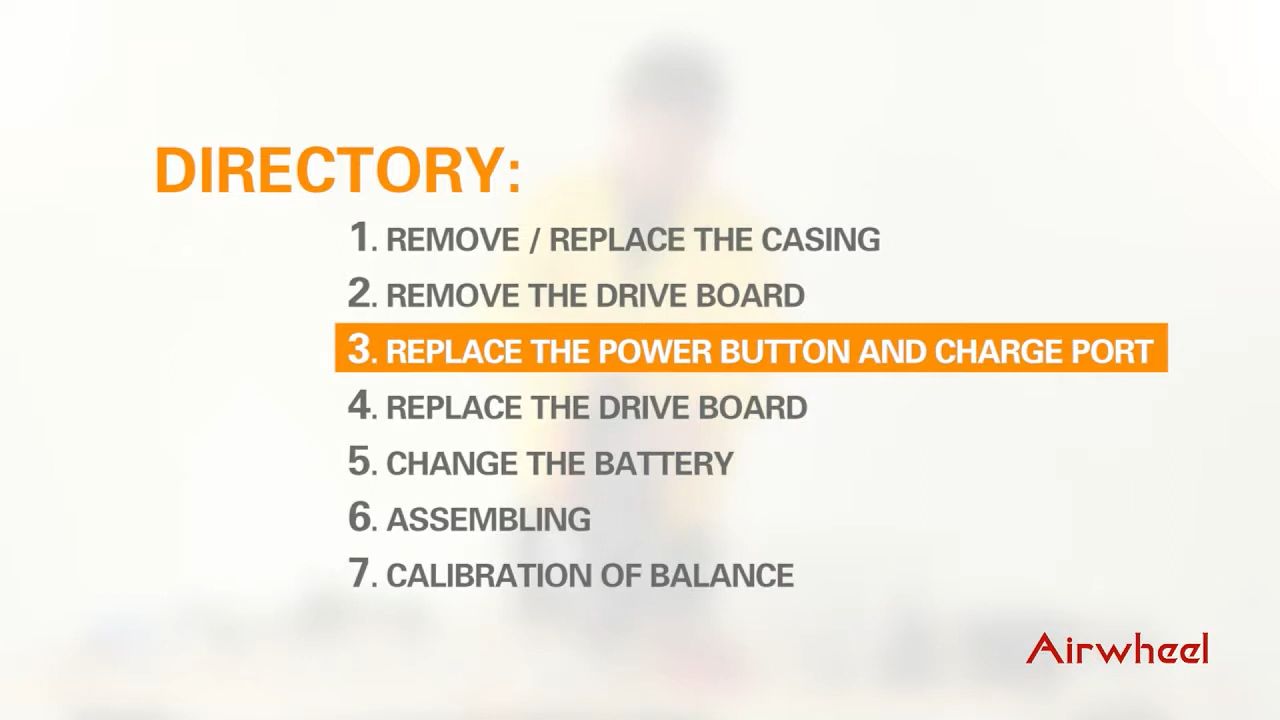 DIRECTORY:
1. REMOVE / REPLACE THE CASING
2. REMOVE THE DRIVE BOARD
3. REPLACE THE POWER BUTTON AND CHARGE PORT
4. REPLACE THE DRIVE BOARD
5. CHANGE THE BATTERY
6. ASSEMBLING
7. CALIBRATION OF BALANCE
Airwheel